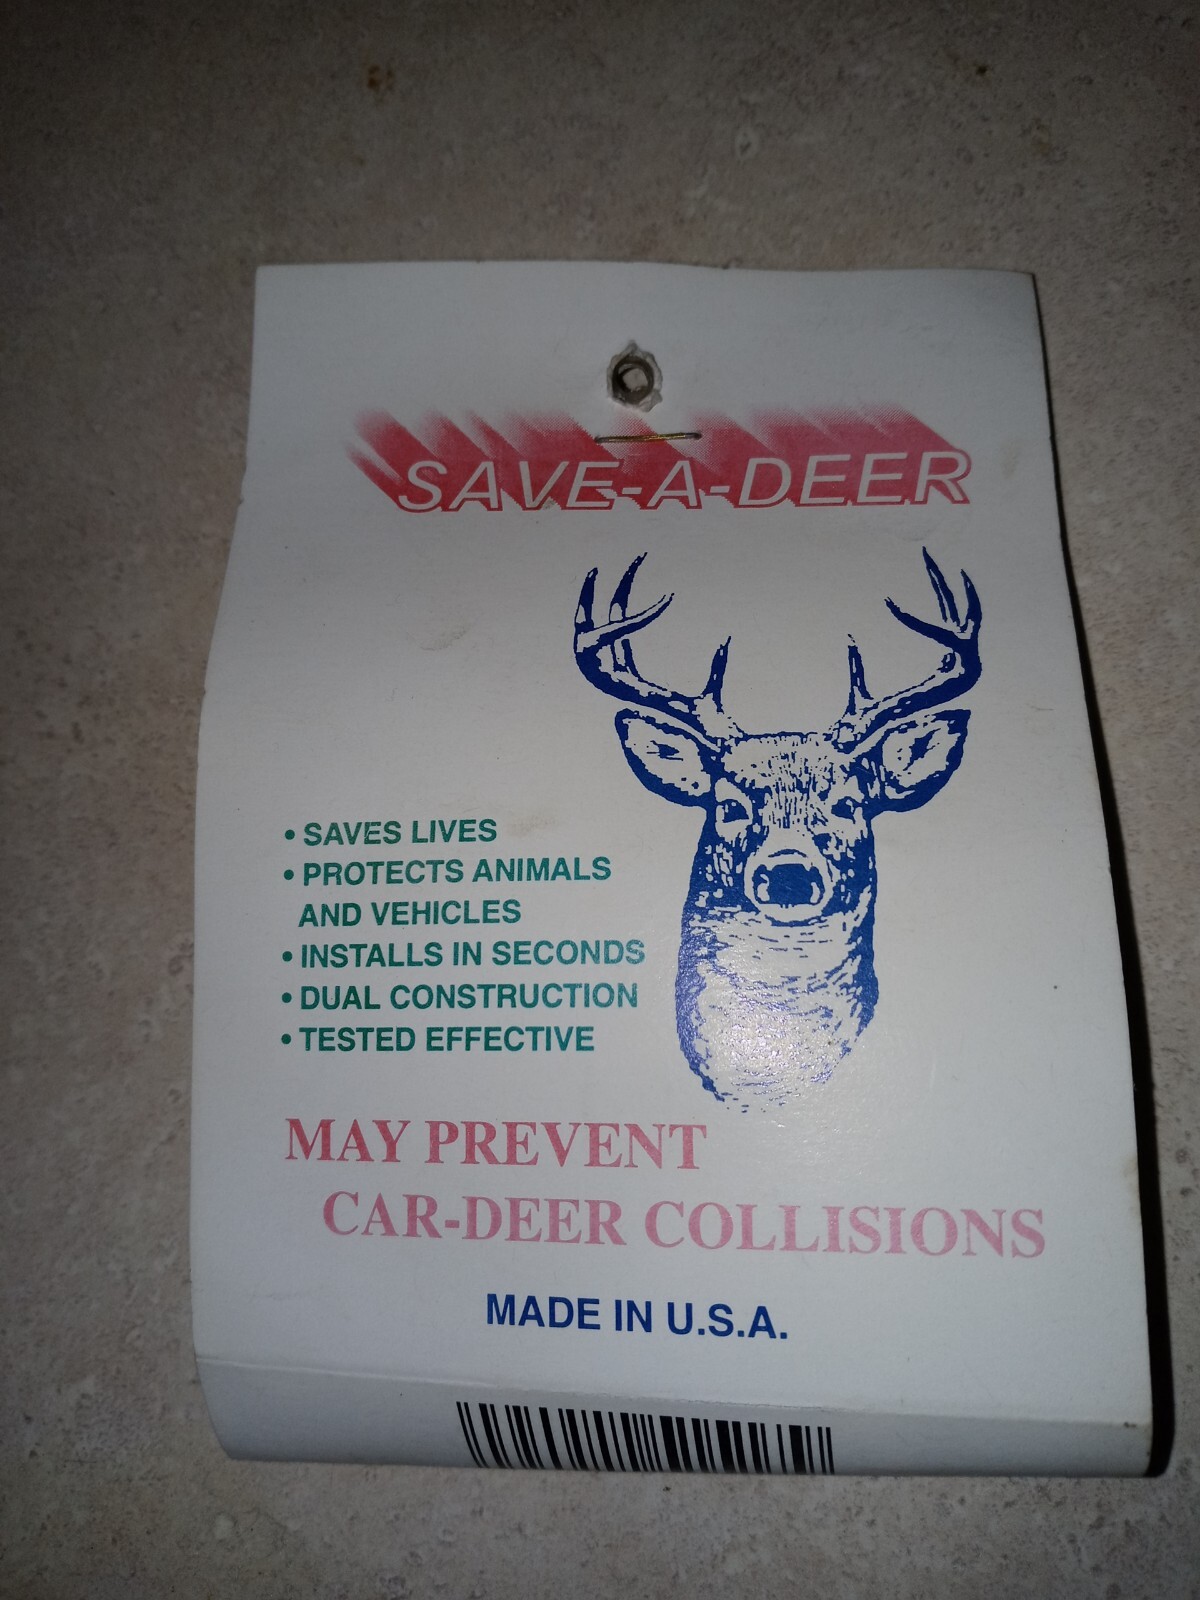 SAVE-A-DEER
• SAVES LIVES
• PROTECTS ANIMALS
AND VEHICLES
• INSTALLS IN SECONDS
• DUAL CONSTRUCTION
• TESTED EFFECTIVE
MAY PREVENT
CAR-DEER COLLISIONS
MADE IN U.S.A.